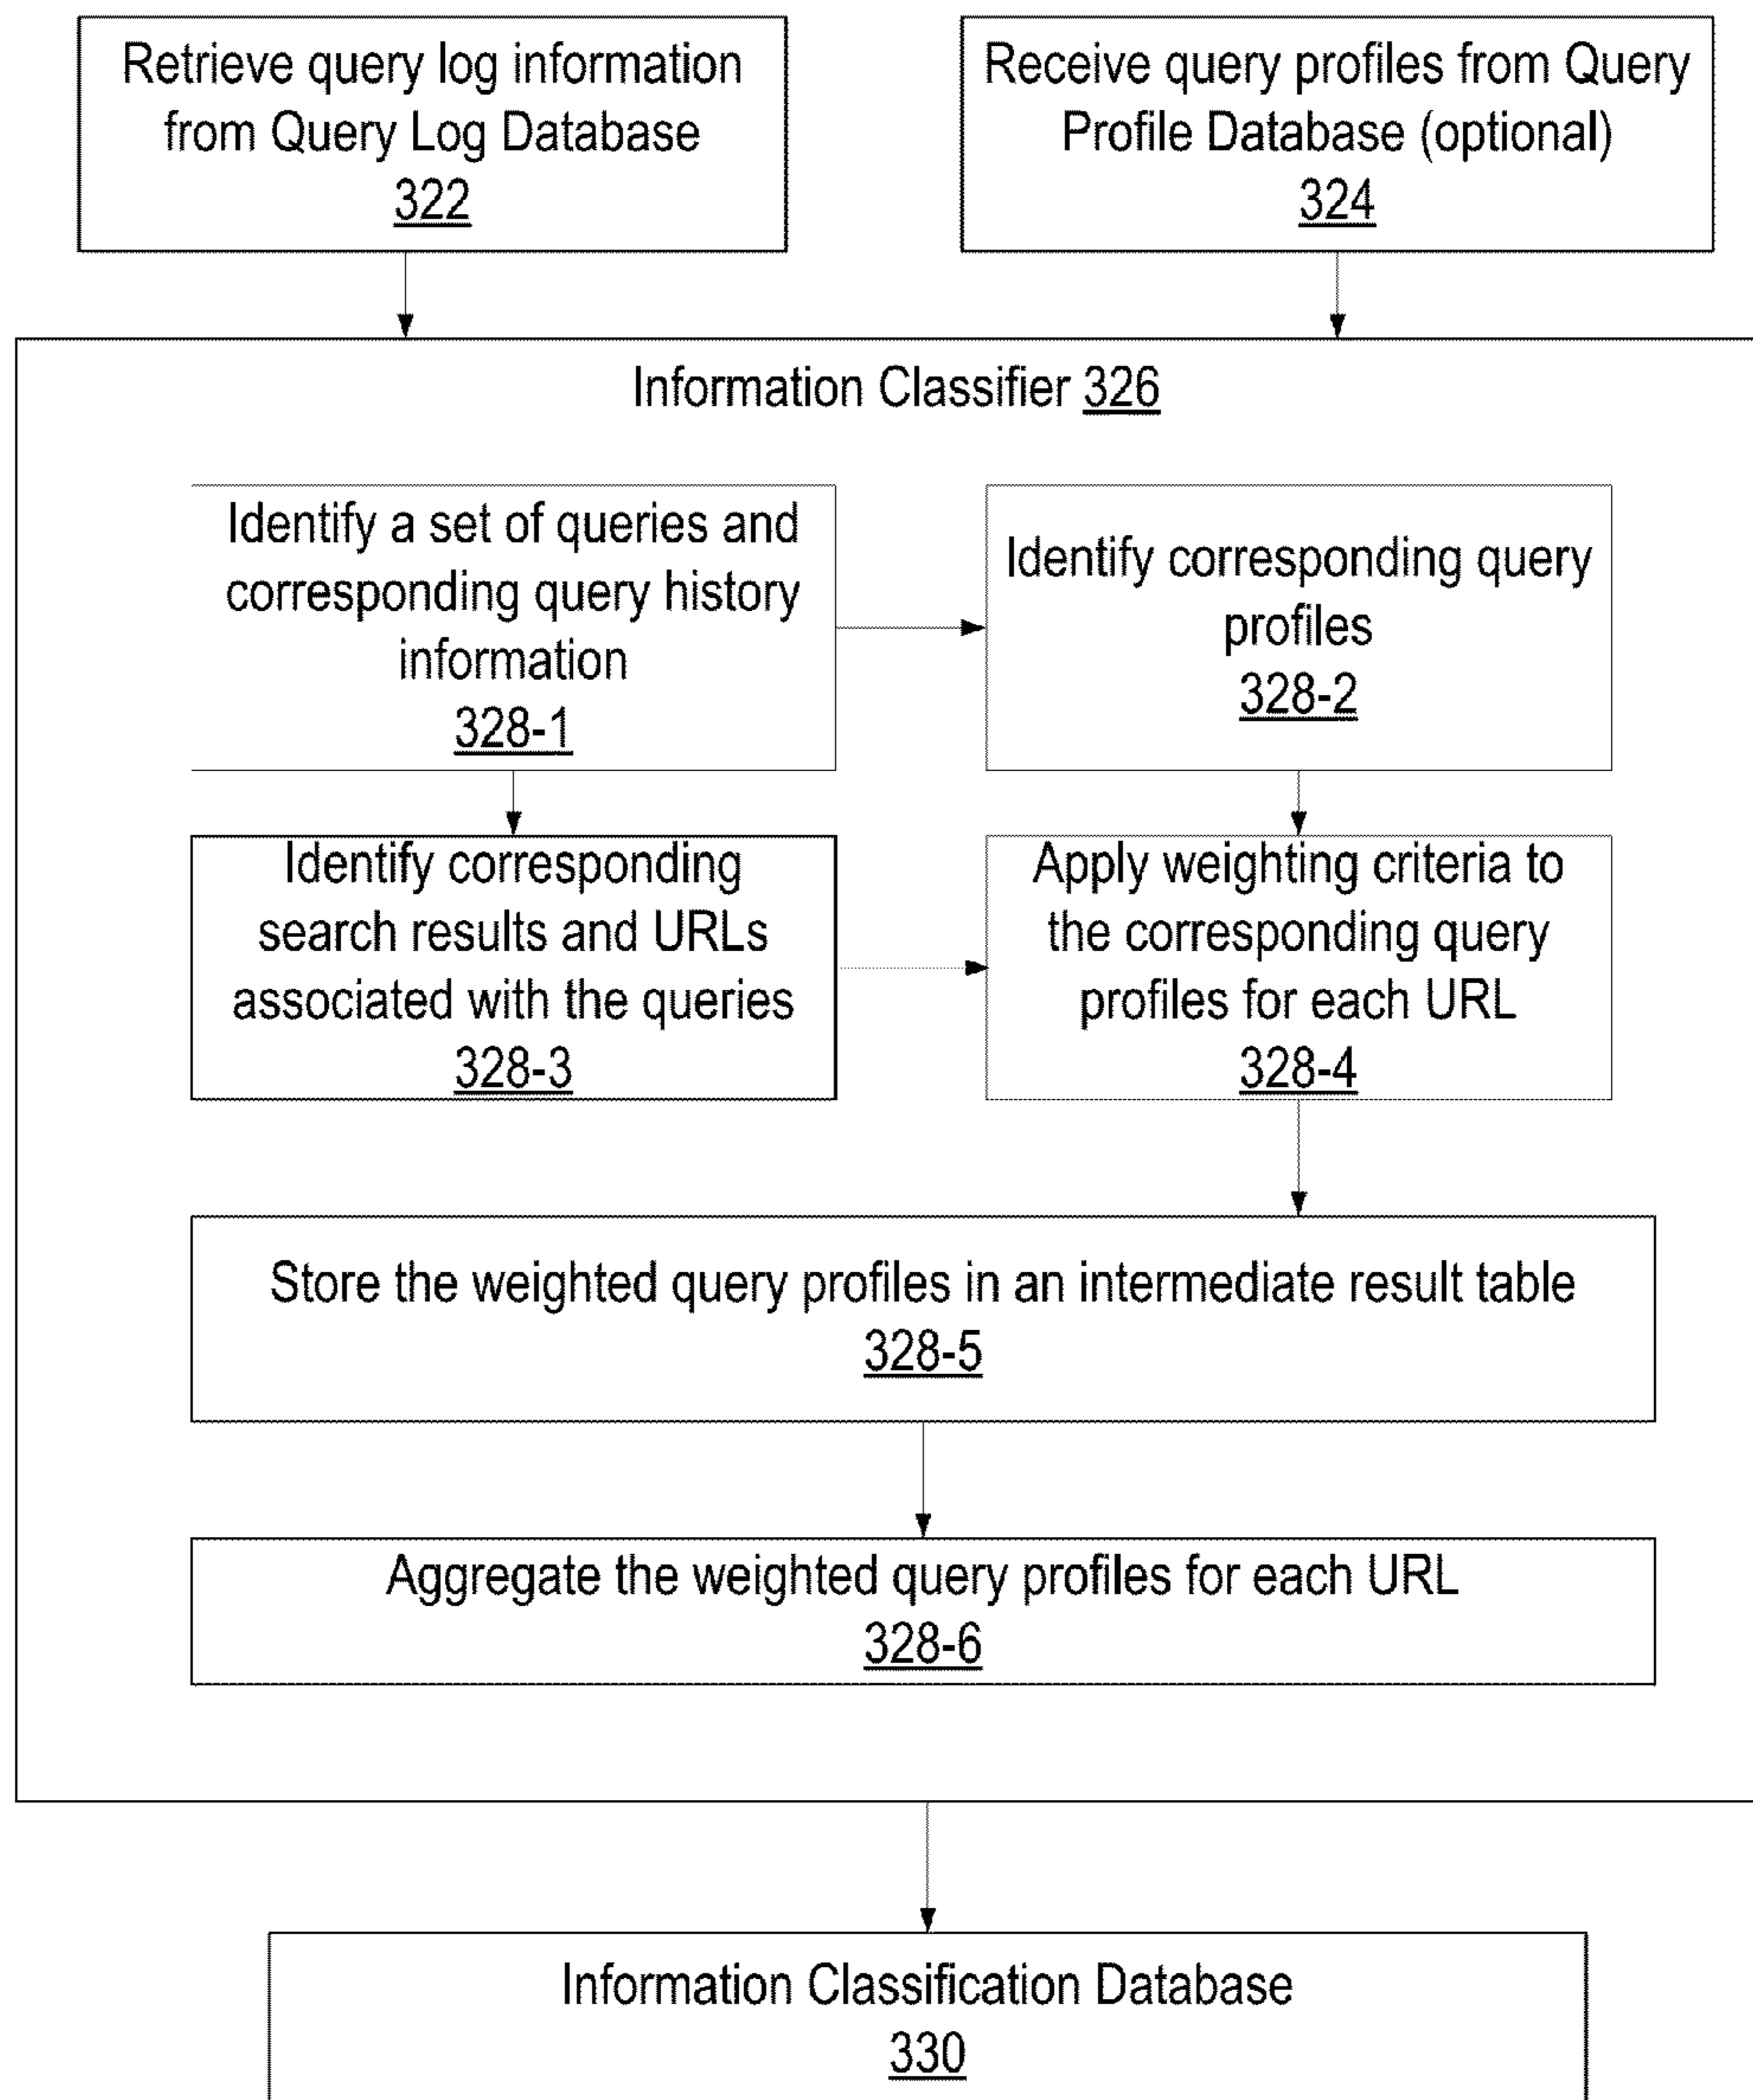 Retrieve query log information
from Query Log Database
322
Receive query profiles from Query
Profile Database (optional)
324
Information Classifier 326
Identify a set of queries and
corresponding query history
information
328-1
Identify corresponding query
profiles
328-2
Identify corresponding
search results and URLs
associated with the queries
328-3
Apply weighting criteria to
the corresponding query
profiles for each URL
328-4
Store the weighted query profiles in an intermediate result table
328-5
Aggregate the weighted query profiles for each URL
328-6
Information Classification Database
330